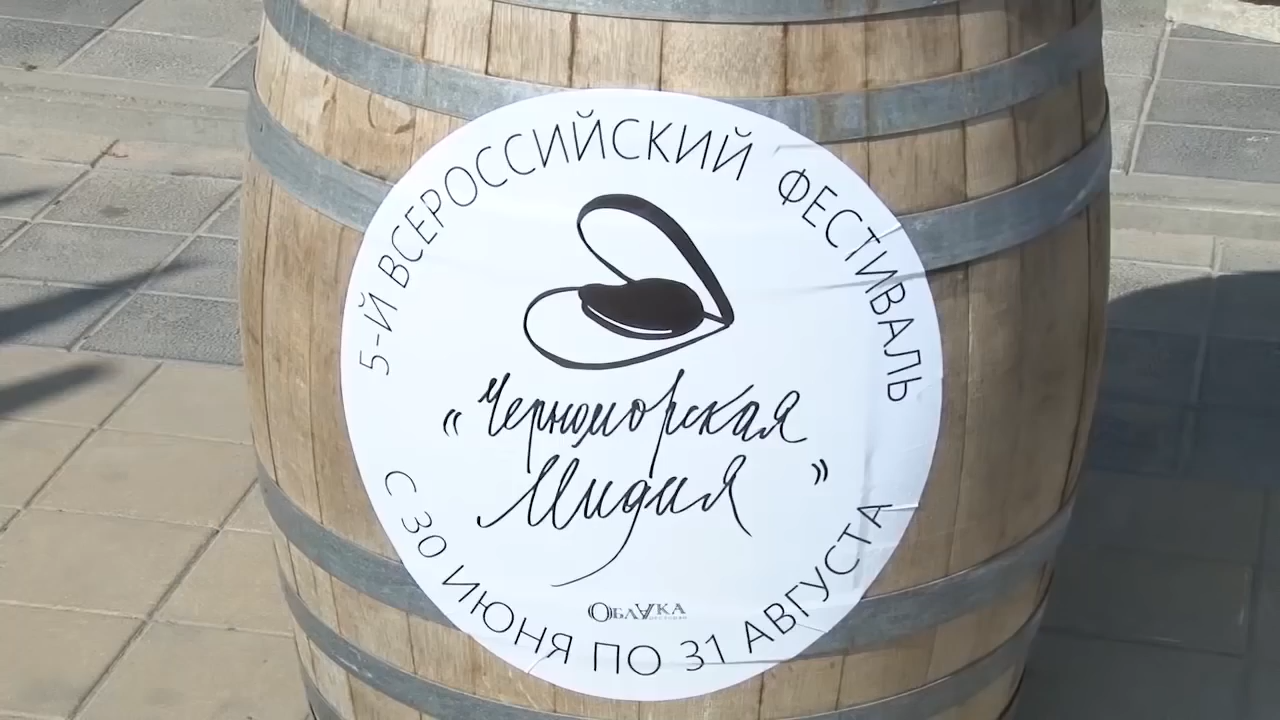 5-Й ВСЕРОССИЙСКИЙ ФЕСТИВАЛЬ
«Черноморская
Мидия»
ОБЛАКА
С 30 ИЮНЯ ПО 31 АВГУСТА